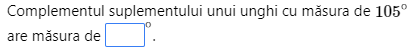 Complementul suplementului unui unghi cu măsura de 105°
are măsura de °.